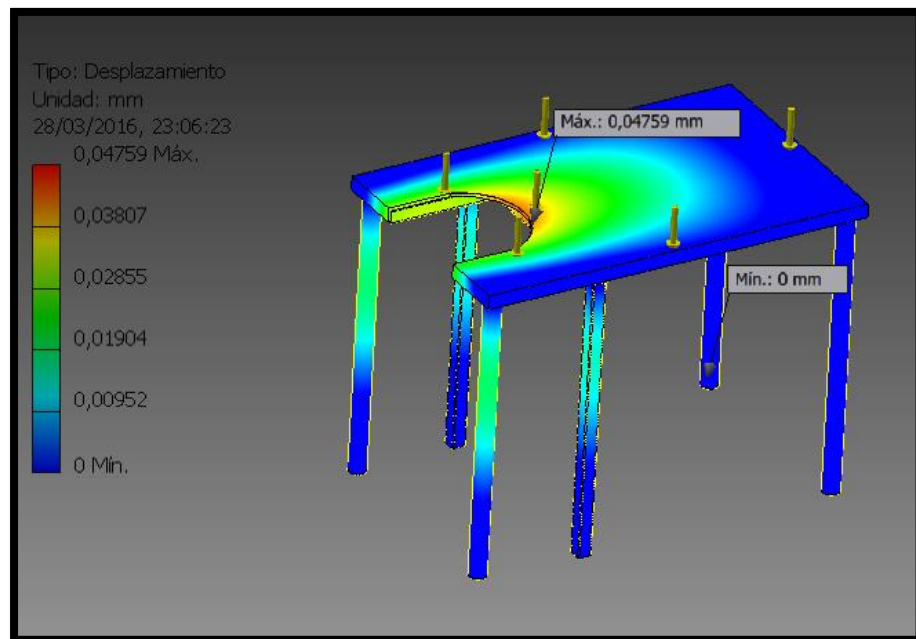 Tipo: Desplazamiento
Unidad: mm
28/03/2016, 23:06:23
0,04759 Máx.
0,03807
0,02855
0,01904
0,00952
0 Mín.
Máx.: 0,04759 mm
Mín.: 0 mm